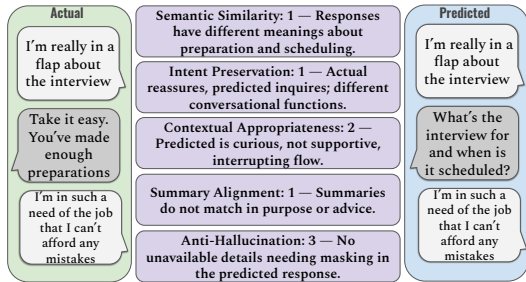 Actual
I'm really in a
flap about
the interview
Take it easy.
You've made
enough
preparations
I'm in such a
need of the job
that I can't
afford any
mistakes
Semantic Similarity: 1 — Responses
have different meanings about
preparation and scheduling.
Intent Preservation: 1 — Actual
reassures, predicted inquires; different
conversational functions.
Contextual Appropriateness: 2 —
Predicted is curious, not supportive,
interrupting flow.
Summary Alignment: 1 — Summaries
do not match in purpose or advice.
Anti-Hallucination: 3 — No
unavailable details needing masking in
the predicted response.
Predicted
I'm really in a
flap about
the interview
What's the
interview for
and when is
it scheduled?
I'm in such a
need of the job
that I can't
afford any
mistakes